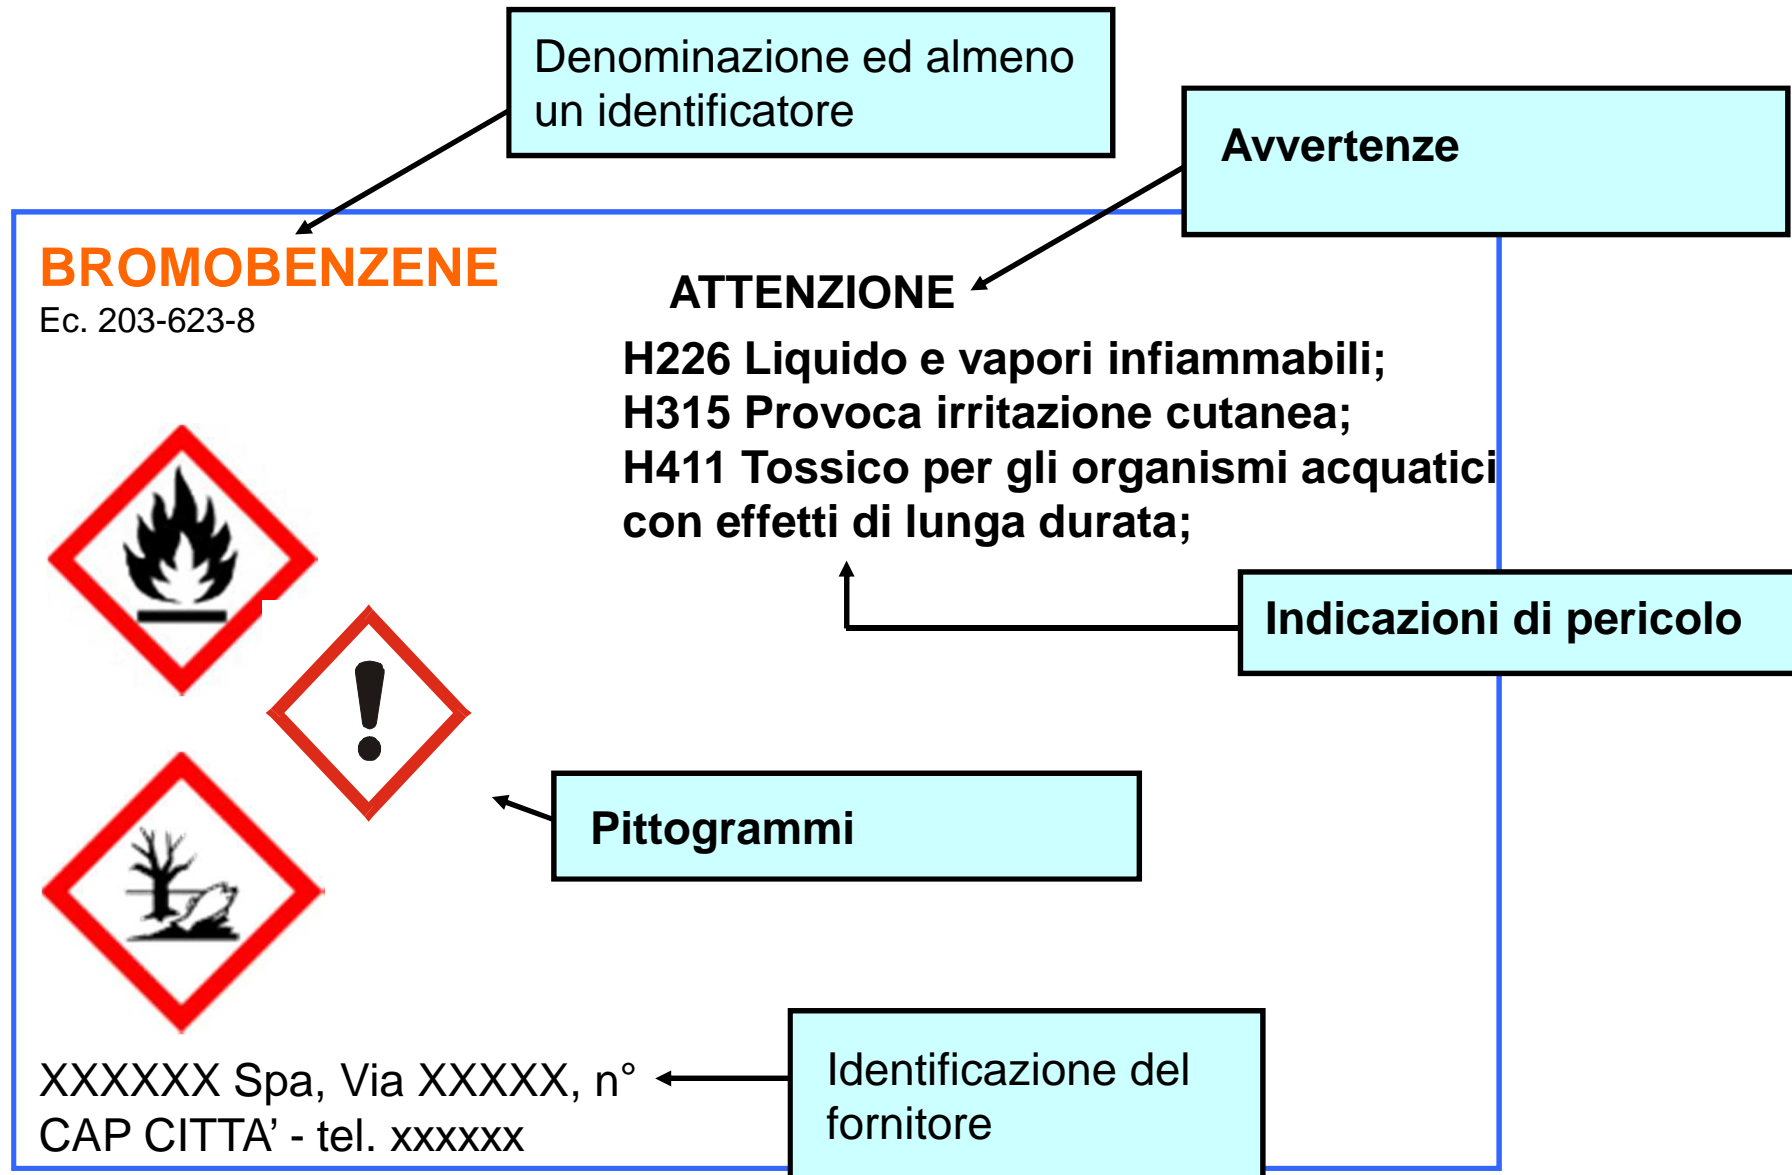 Denominazione ed almeno
un identificatore
Avvertenze
BROMOBENZENE
Ec. 203-623-8
ATTENZIONE
H226 Liquido e vapori infiammabili;
H315 Provoca irritazione cutanea;
H411 Tossico per gli organismi acquatici
con effetti di lunga durata;
Indicazioni di pericolo
Pittogrammi
XXXXXX Spa, Via XXXXX, n°
CAP CITTA’ - tel. xxxxxx
Identificazione del
fornitore